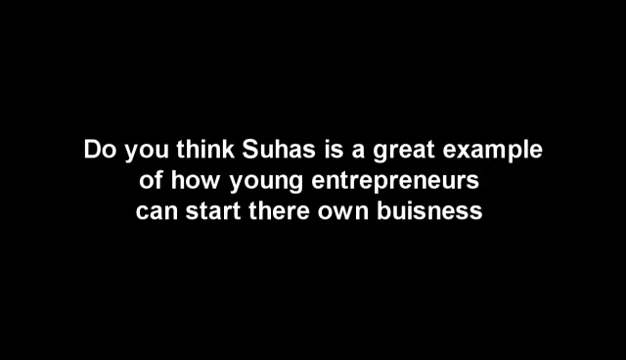 Do you think Suhas is a great example
of how young entrepreneurs
can start there own buisness